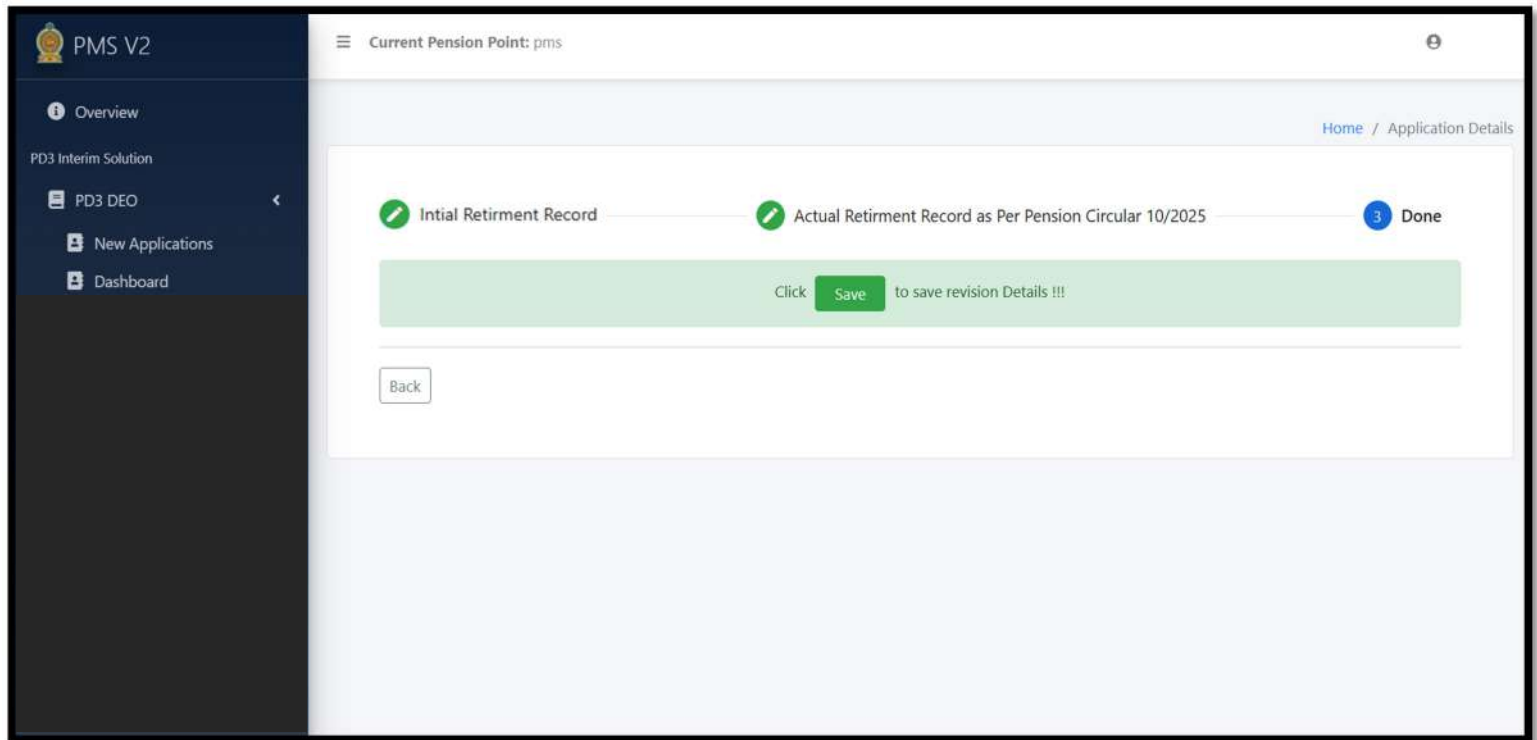 PMS V2
Current Pension Point: pms
Overview
Home / Application Details
PD3 Interim Solution
PD3 DEO
New Applications
Dashboard
Intial Retirment Record
Actual Retirment Record as Per Pension Circular 10/2025
3 Done
Click Save to save revision Details !!!
Back